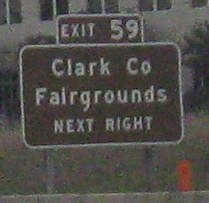 EXIT 59
Clark Co
Fairgrounds
NEXT RIGHT